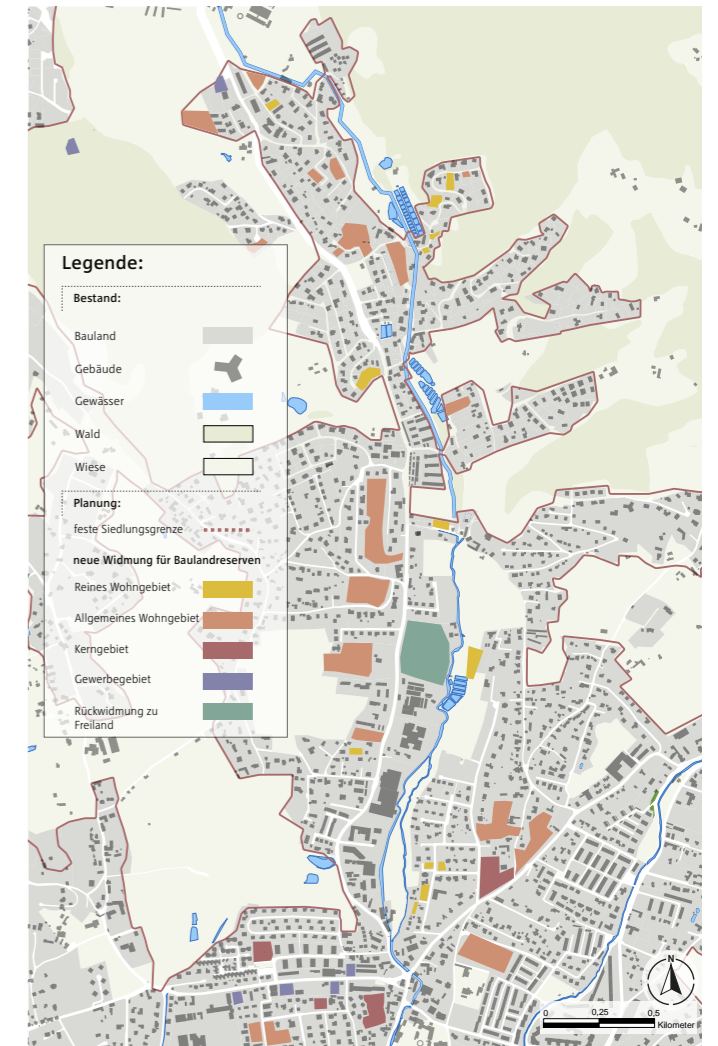 Legende:
Bestand:
Bauland
Gebäude
Gewässer
Wald
Wiese
Planung:
feste Siedlungsgrenze
neue Widmung für Baulandreserven
Reines Wohngebiet
Allgemeines Wohngebiet
Kerngebiet
Gewerbegebiet
Rückwidmung zu
Freiland
N
0 0,25 0,5
Kilometer